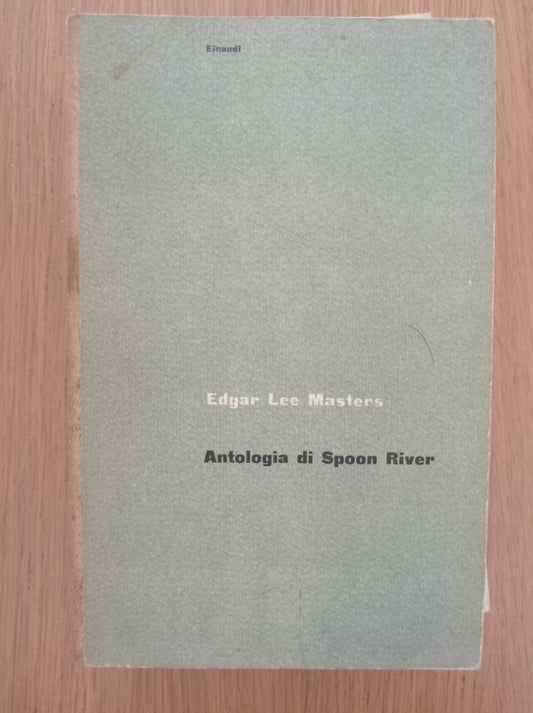 Einaudi
Edgar Lee Masters
Antologia di Spoon River